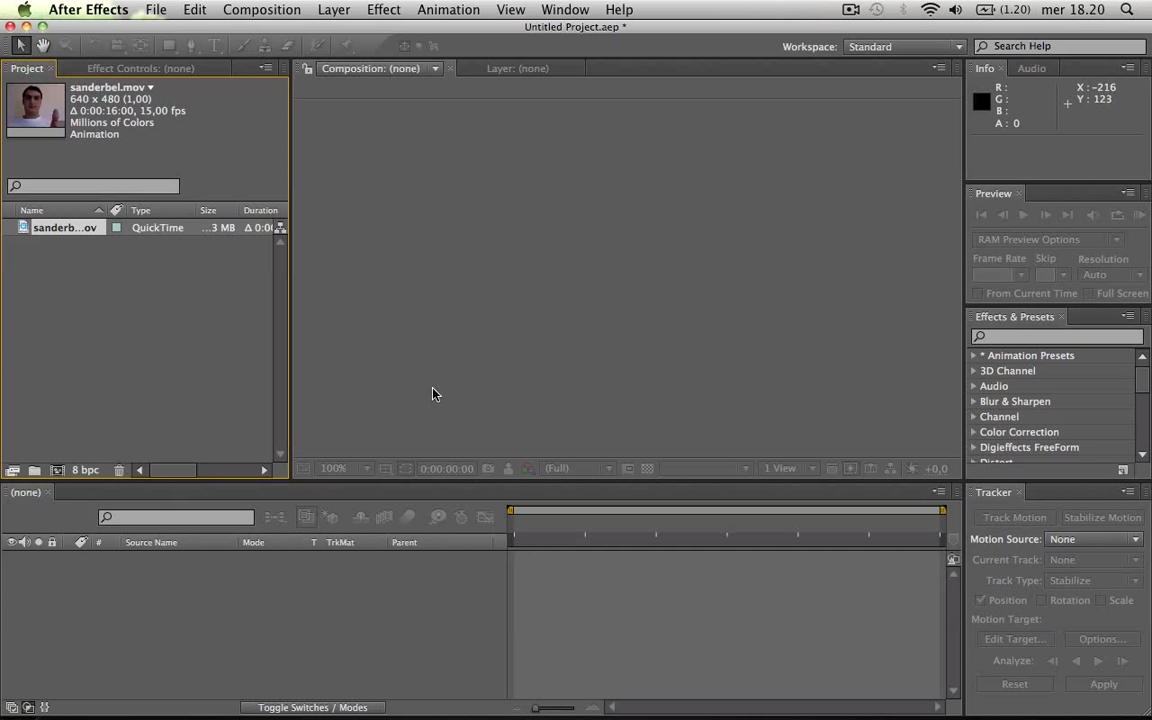 After Effects File Edit Composition Layer Effect Animation View Window Help (1.20) mer 18.20
Untitled Project.aep *
Workspace: Standard Search Help
Project Effect Controls: (none) Composition: (none) Layer: (none) Info Audio
sanderbel.mov
640 x 480 (1,00)
Δ 0:00:16:00, 15,00 fps
Millions of Colors
Animation
R : X : -216
G : Y : 123
B :
A : 0
Preview
Name Type Size Duration
sanderb...ov QuickTime ...3 MB Δ 0:00
RAM Preview Options
Frame Rate Skip Resolution
Auto
From Current Time Full Screen
Effects & Presets
* Animation Presets
3D Channel
Audio
Blur & Sharpen
Channel
Color Correction
Digieffects FreeForm
Distort
8 bpc 100% 0:00:00:00 (Full) 1 View +0,0
(none) Tracker
Track Motion Stabilize Motion
Motion Source: None
# Source Name Mode T TrkMat Parent
Current Track: None
Track Type: Stabilize
Position Rotation Scale
Motion Target:
Edit Target... Options...
Analyze:
Reset Apply
Toggle Switches / Modes